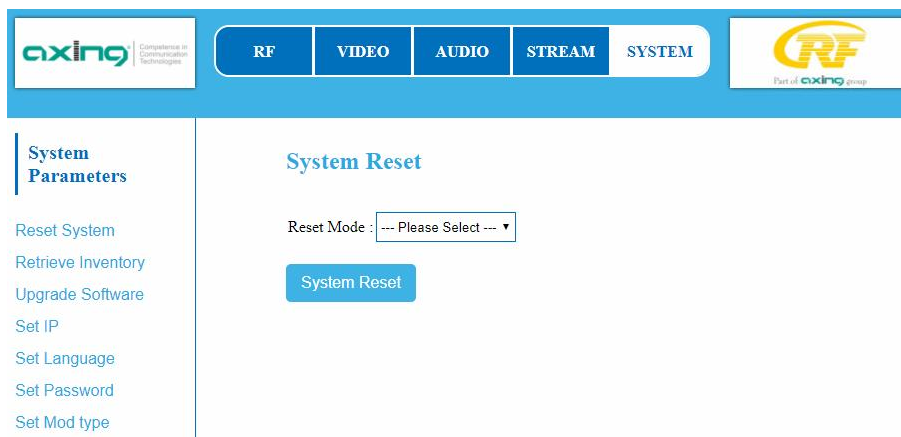 axing
Competence in
Communication
Technologies
RF VIDEO AUDIO STREAM SYSTEM
CRF
Part of axing group
System
Parameters
Reset System
Retrieve Inventory
Upgrade Software
Set IP
Set Language
Set Password
Set Mod type
System Reset
Reset Mode : --- Please Select ---
System Reset